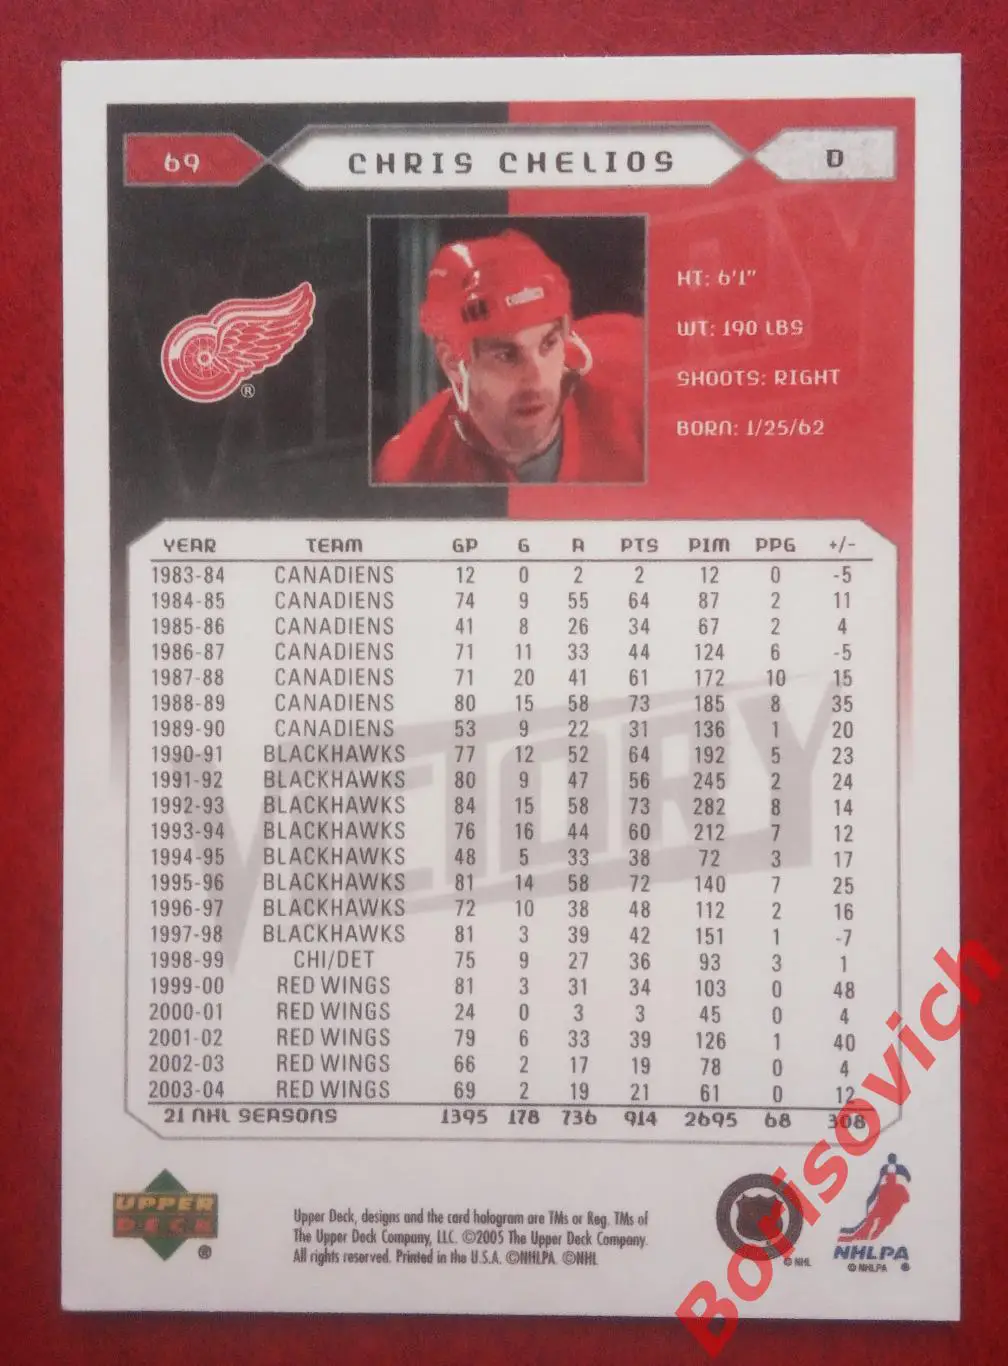 69 CHRIS CHELIOS D
Chelios
HT: 6'1"
WT: 190 LBS
SHOOTS: RIGHT
BORN: 1/25/62
®
YEAR TEAM GP G A PTS PIM PPG +/-
1983-84 CANADIENS 12 0 2 2 12 0 -5
1984-85 CANADIENS 74 9 55 64 87 2 11
1985-86 CANADIENS 41 8 26 34 67 2 4
1986-87 CANADIENS 71 11 33 44 124 6 -5
1987-88 CANADIENS 71 20 41 61 172 10 15
1988-89 CANADIENS 80 15 58 73 185 8 35
1989-90 CANADIENS 53 9 22 31 136 1 20
1990-91 BLACKHAWKS 77 12 52 64 192 5 23
1991-92 BLACKHAWKS 80 9 47 56 245 2 24
1992-93 BLACKHAWKS 84 15 58 73 282 8 14
1993-94 BLACKHAWKS 76 16 44 60 212 7 12
1994-95 BLACKHAWKS 48 5 33 38 72 3 17
1995-96 BLACKHAWKS 81 14 58 72 140 7 25
1996-97 BLACKHAWKS 72 10 38 48 112 2 16
1997-98 BLACKHAWKS 81 3 39 42 151 1 -7
1998-99 CHI/DET 75 9 27 36 93 3 1
1999-00 RED WINGS 81 3 31 34 103 0 48
2000-01 RED WINGS 24 0 3 3 45 0 4
2001-02 RED WINGS 79 6 33 39 126 1 40
2002-03 RED WINGS 66 2 17 19 78 0 4
2003-04 RED WINGS 69 2 19 21 61 0 12
21 NHL SEASONS 1395 178 736 914 2695 68 308
VICTORY
UPPER
DECK ®
Upper Deck, designs and the card hologram are TMs or Reg. TMs of
The Upper Deck Company, LLC. ©2005 The Upper Deck Company.
All rights reserved. Printed in the U.S.A. ©NHLPA. ©NHL
© NHL
NHLPA
© NHLPA ®
Borisovich